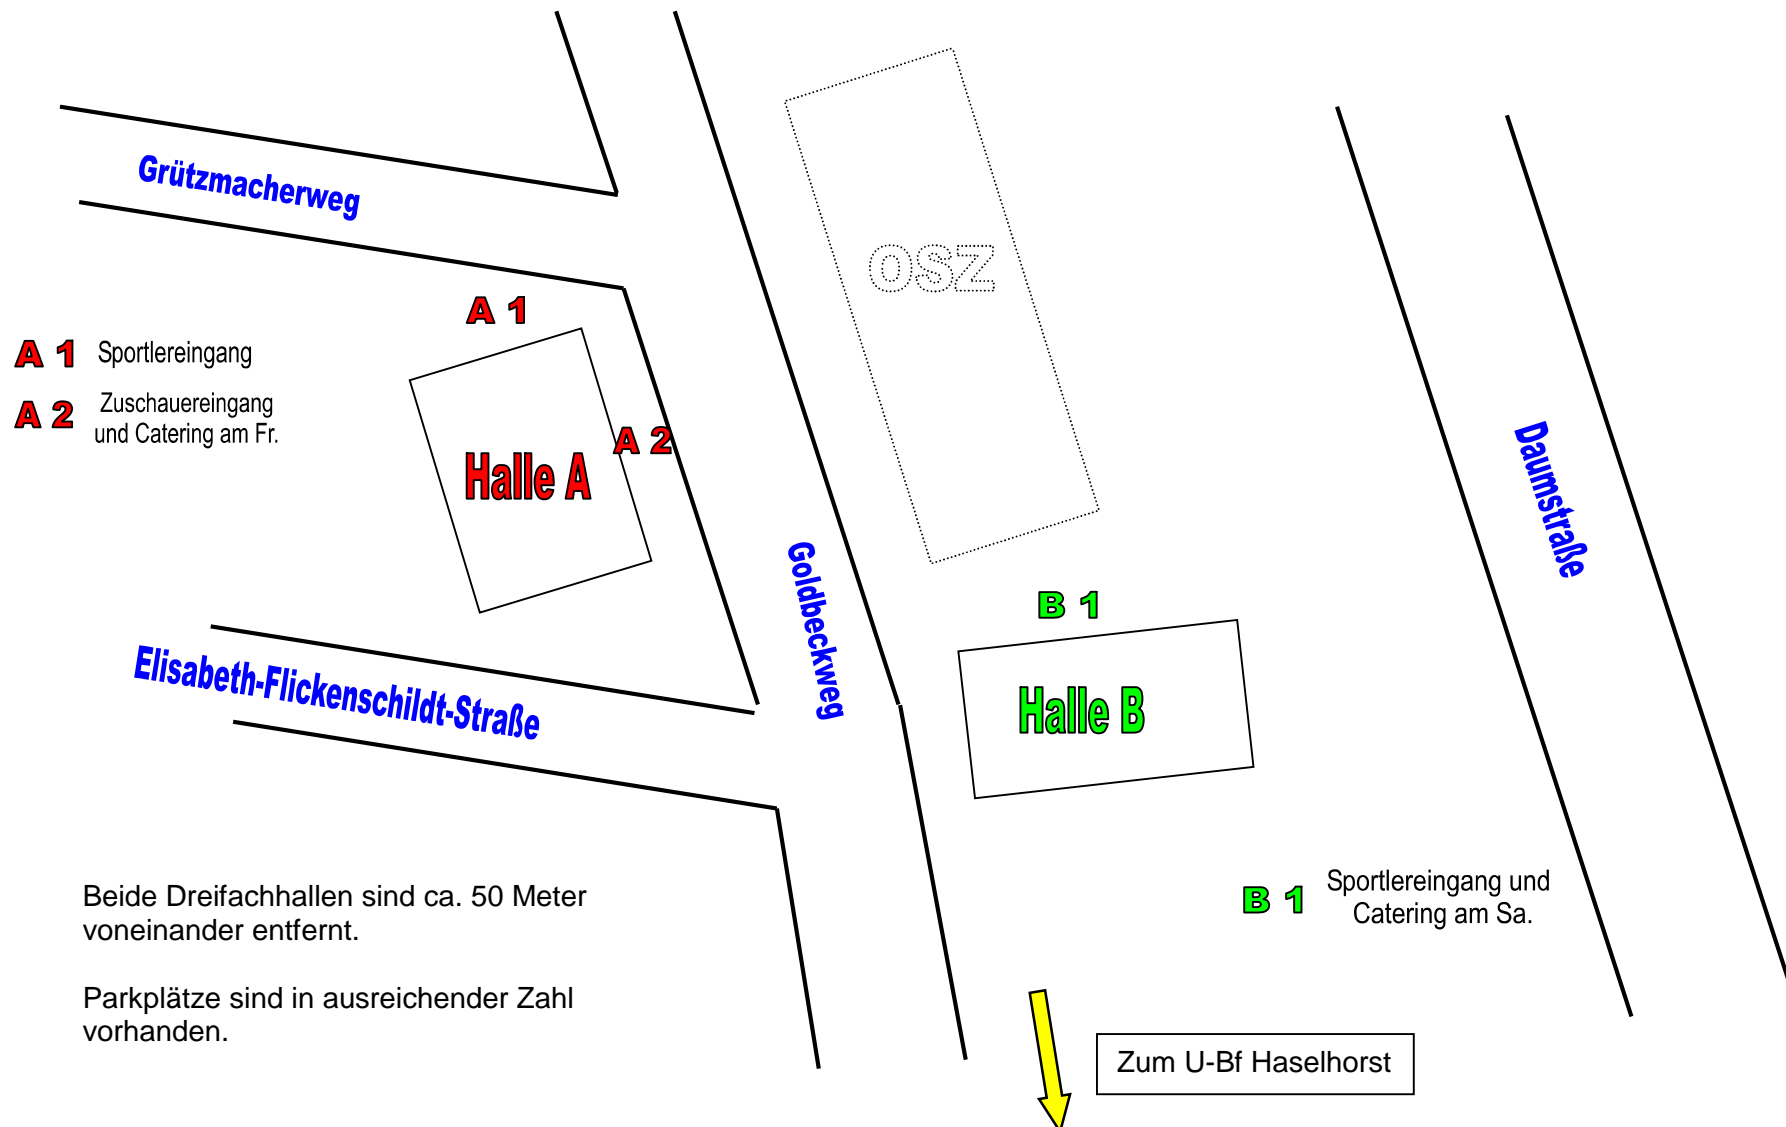 Grützmacherweg
OSZ
A 1
A 1 Sportlereingang
A 2 Zuschauereingang
und Catering am Fr.
A 2
Halle A
Daumstraße
Goldbeckweg
B 1
Elisabeth-Flickenschildt-Straße
Halle B
Beide Dreifachhallen sind ca. 50 Meter
voneinander entfernt.
B 1 Sportlereingang und
Catering am Sa.
Parkplätze sind in ausreichender Zahl
vorhanden.
Zum U-Bf Haselhorst